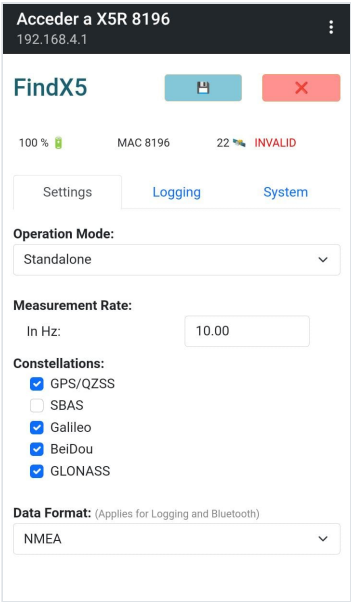 Acceder a X5R 8196
192.168.4.1
FindX5
100 % MAC 8196 22 INVALID
Settings Logging System
Operation Mode:
Standalone
Measurement Rate:
In Hz: 10.00
Constellations:
GPS/QZSS
SBAS
Galileo
BeiDou
GLONASS
Data Format: (Applies for Logging and Bluetooth)
NMEA